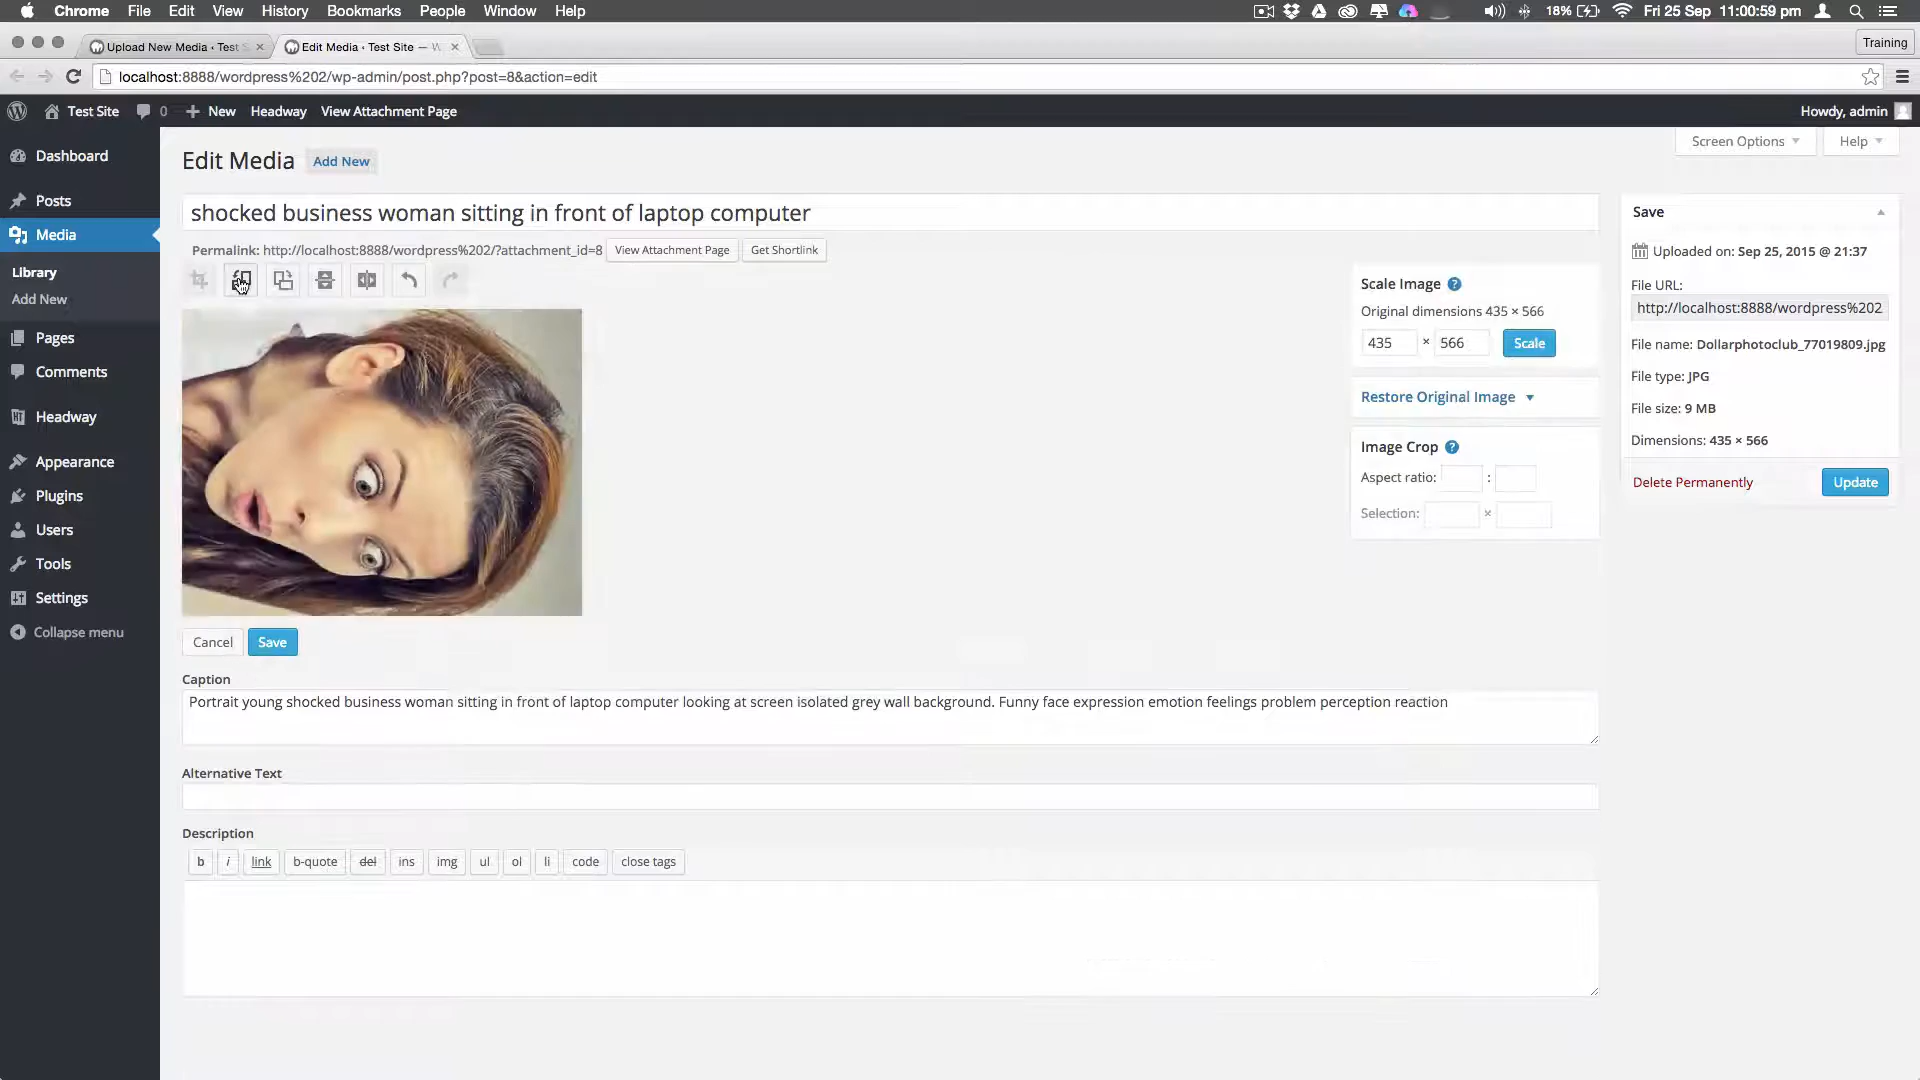 Chrome File Edit View History Bookmarks People Window Help
18% Fri 25 Sep 11:00:59 pm
Upload New Media ‹ Test S
Edit Media ‹ Test Site — W
Training
localhost:8888/wordpress%202/wp-admin/post.php?post=8&action=edit
Test Site 0 New Headway View Attachment Page
Howdy, admin
Screen Options
Help
Dashboard
Posts
Media
Library
Add New
Pages
Comments
Headway
Appearance
Plugins
Users
Tools
Settings
Collapse menu
Edit Media Add New
shocked business woman sitting in front of laptop computer
Permalink: http://localhost:8888/wordpress%202/?attachment_id=8 View Attachment Page Get Shortlink
Cancel Save
Caption
Portrait young shocked business woman sitting in front of laptop computer looking at screen isolated grey wall background. Funny face expression emotion feelings problem perception reaction
Alternative Text
Description
b i link b-quote del ins img ul ol li code close tags
Scale Image ?
Original dimensions 435 × 566
435 × 566 Scale
Restore Original Image
Image Crop ?
Aspect ratio: :
Selection: ×
Save
Uploaded on: Sep 25, 2015 @ 21:37
File URL:
http://localhost:8888/wordpress%202
File name: Dollarphotoclub_77019809.jpg
File type: JPG
File size: 9 MB
Dimensions: 435 × 566
Delete Permanently Update